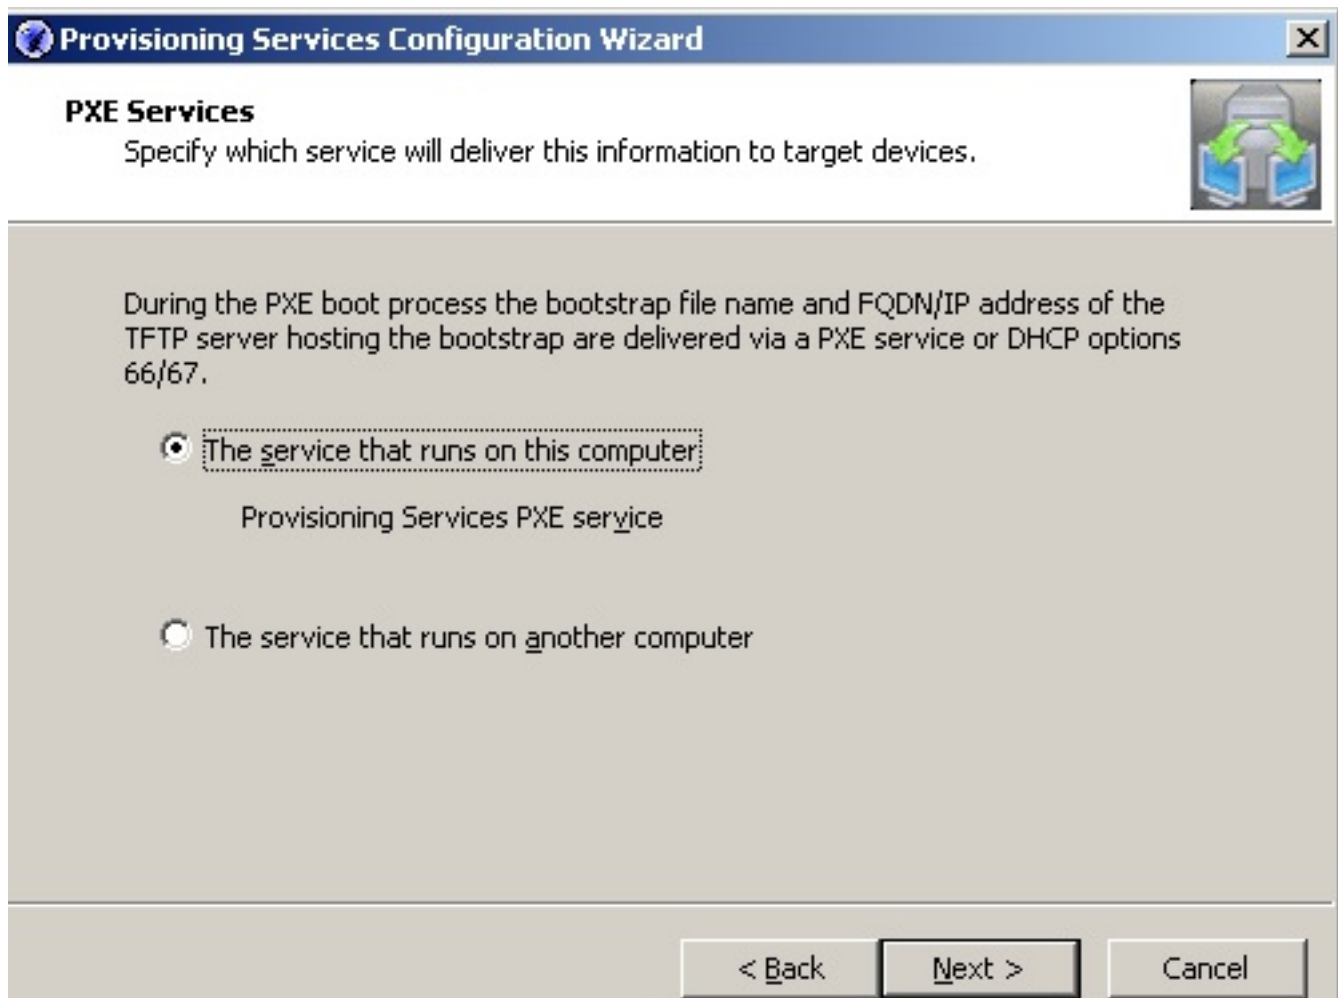 Provisioning Services Configuration Wizard
PXE Services
Specify which service will deliver this information to target devices.
During the PXE boot process the bootstrap file name and FQDN/IP address of the
TFTP server hosting the bootstrap are delivered via a PXE service or DHCP options
66/67.
The service that runs on this computer
Provisioning Services PXE service
The service that runs on another computer
< Back Next > Cancel